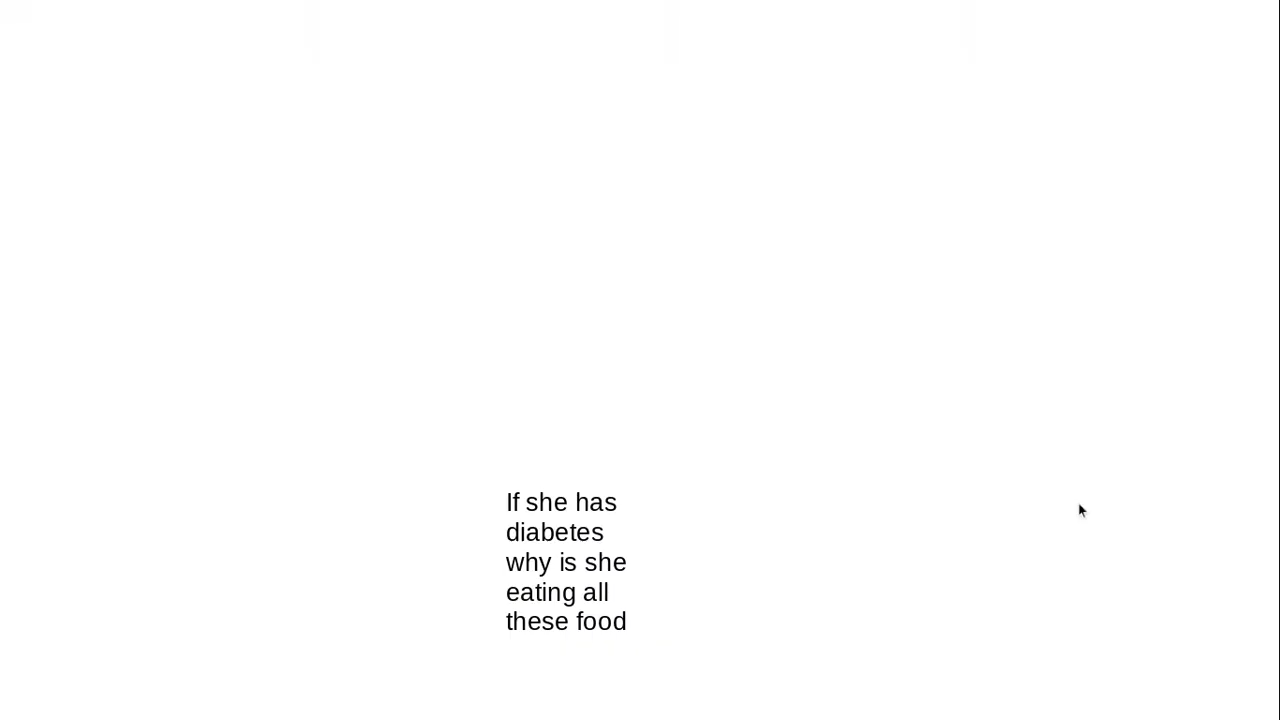 If she has
diabetes
why is she
eating all
these food